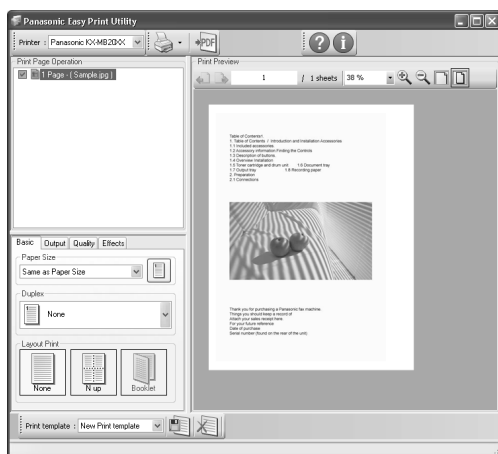 Panasonic Easy Print Utility
Printer : Panasonic KX-MB20XX
PDF
Print Page Operation
1 Page - ( Sample.jpg )
Print Preview
1 / 1 sheets 38 %
Table of Contents1
1. Table of Contents / Introduction and Installation Accessories
1.1 Included accessories
1.2 Accessory information Finding the Controls
1.3 Description of buttons
1.4 Overview Installation
1.5 Toner cartridge and drum unit 1.6 Document tray
1.7 Output tray 1.8 Recording paper
2. Preparation
2.1 Connections
Thank you for purchasing a Panasonic fax machine.
Things you should keep a record of
Attach your sales receipt here.
For your future reference
Date of purchase
Serial number (found on the rear of the unit)
Basic Output Quality Effects
Paper Size
Same as Paper Size
Duplex
None
Layout Print
None N up Booklet
Print template : New Print template